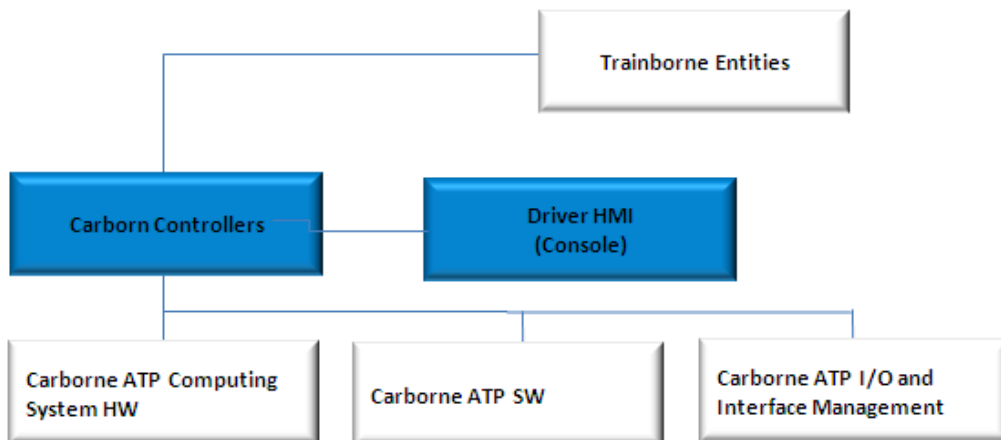 Trainborne Entities
Carborn Controllers
Driver HMI
(Console)
Carborne ATP Computing
System HW
Carborne ATP SW
Carborne ATP I/O and
Interface Management